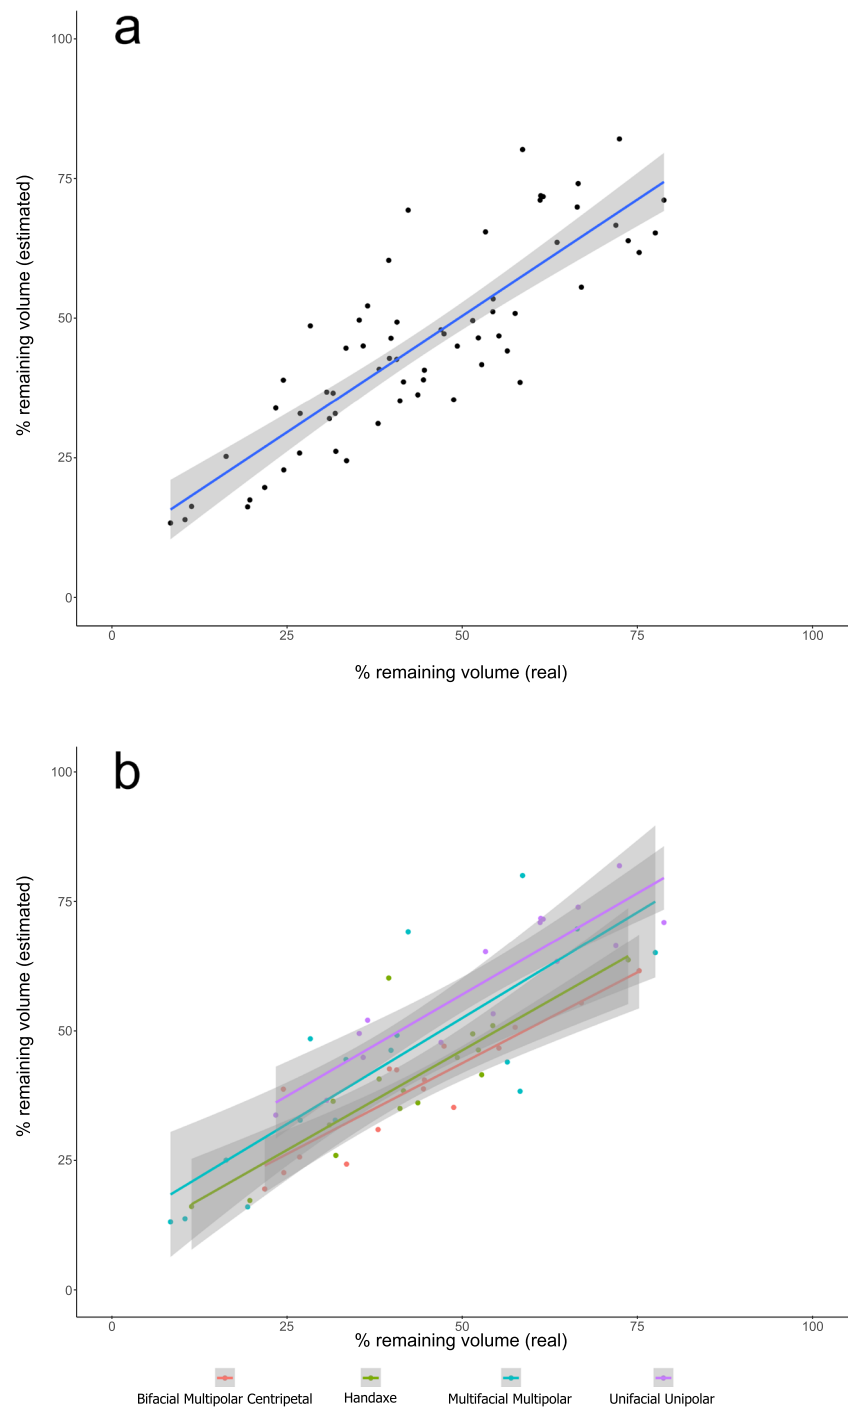 a
100
75
50
25
0
% remaining volume (estimated)
0 25 50 75 100
% remaining volume (real)
b
100
75
50
25
0
% remaining volume (estimated)
0 25 50 75 100
% remaining volume (real)
Bifacial Multipolar Centripetal Handaxe Multifacial Multipolar Unifacial Unipolar